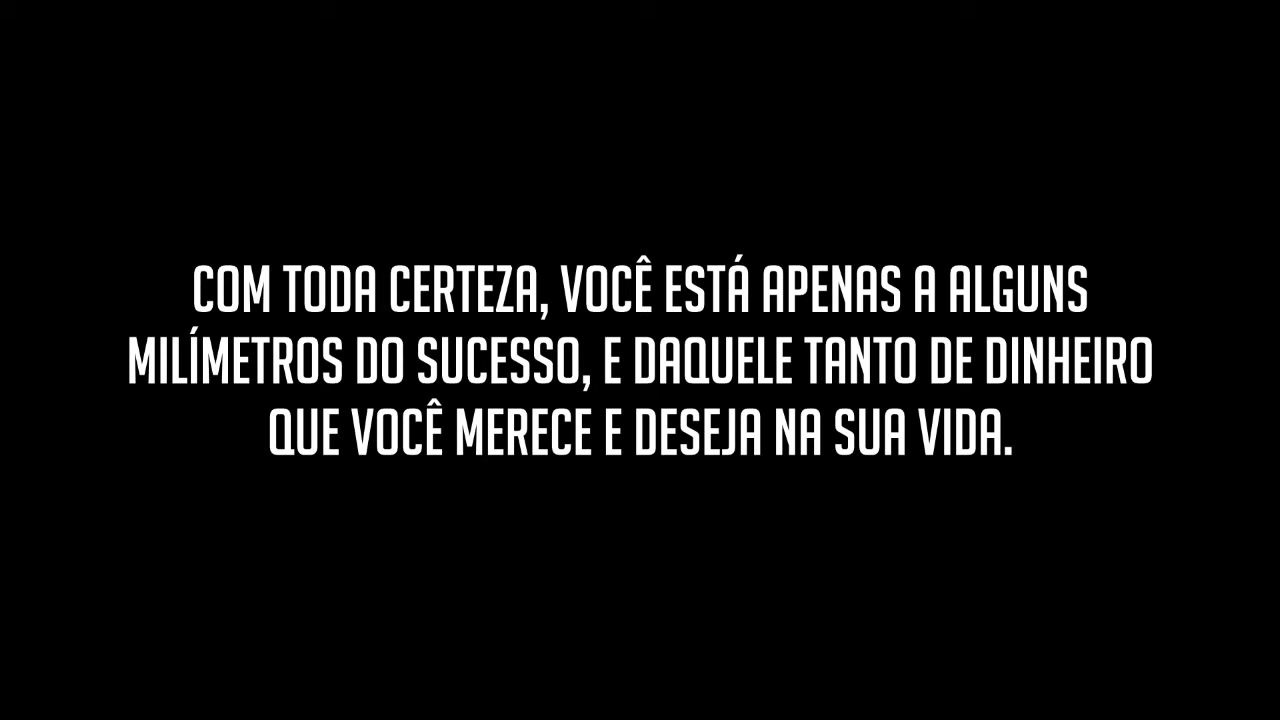 COM TODA CERTEZA, VOCÊ ESTÁ APENAS A ALGUNS
MILÍMETROS DO SUCESSO, E DAQUELE TANTO DE DINHEIRO
QUE VOCÊ MERECE E DESEJA NA SUA VIDA.